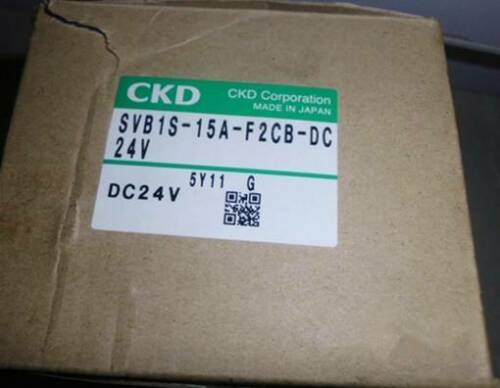 CKD CKD Corporation
MADE IN JAPAN
SVB1S-15A-F2CB-DC
24V
5Y11 G
DC24V